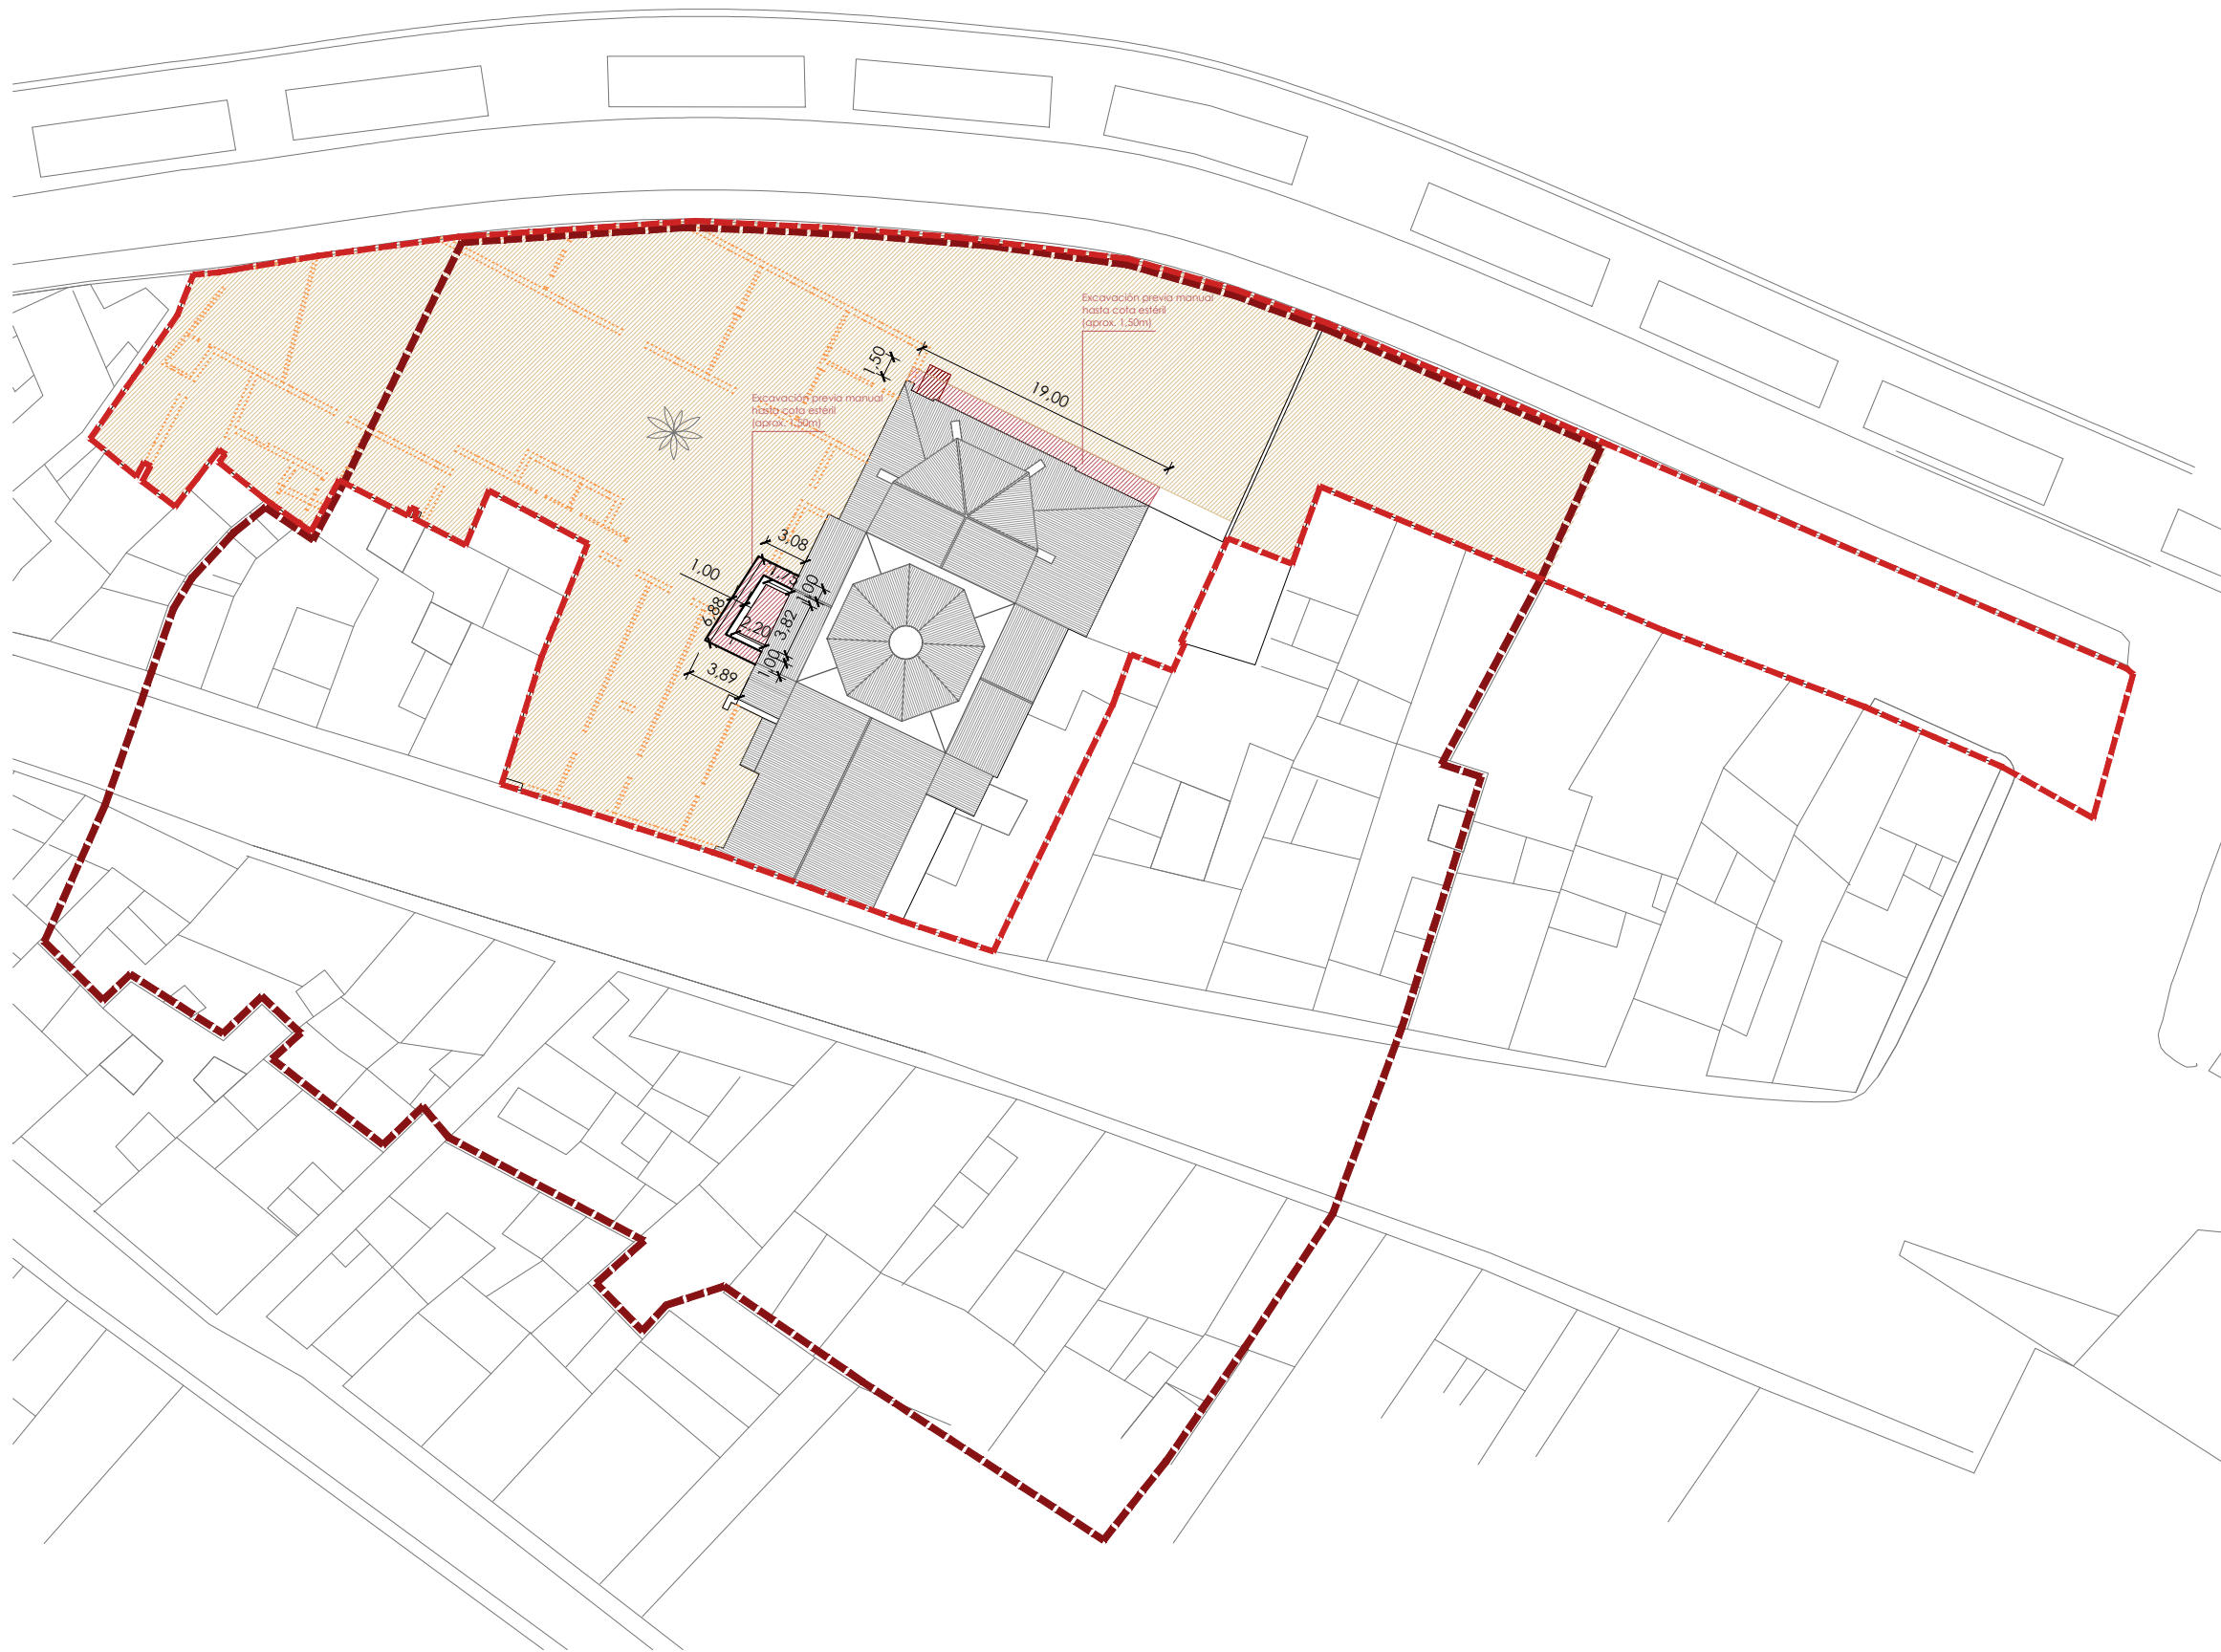 Excavación previa manual
hasta cota estéril
(aprox. 1,50m)
1,50
19,00
Excavación previa manual
hasta cota estéril
(aprox. 1,50m)
3,08
1,00
1,75
1,00
6,88
2,20
3,82
1,00
3,89